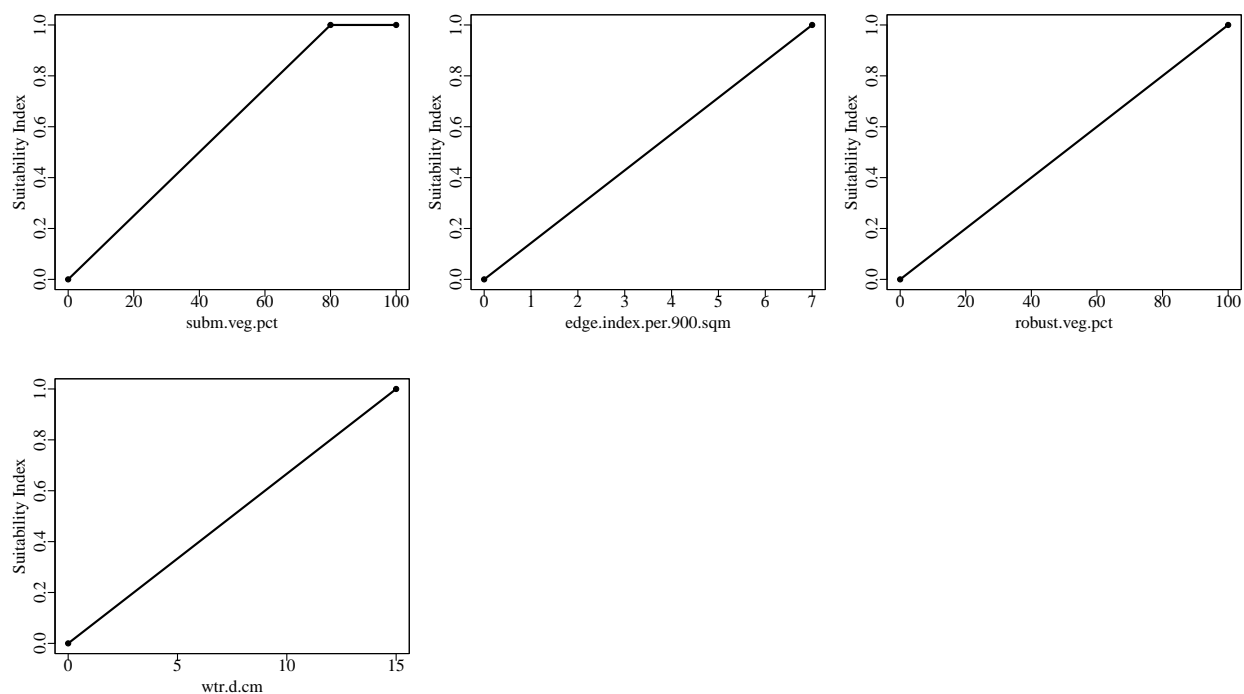 Suitability Index
0.0 0.2 0.4 0.6 0.8 1.0
0 20 40 60 80 100
subm.veg.pct
Suitability Index
0.0 0.2 0.4 0.6 0.8 1.0
0 1 2 3 4 5 6 7
edge.index.per.900.sqm
Suitability Index
0.0 0.2 0.4 0.6 0.8 1.0
0 20 40 60 80 100
robust.veg.pct
Suitability Index
0.0 0.2 0.4 0.6 0.8 1.0
0 5 10 15
wtr.d.cm